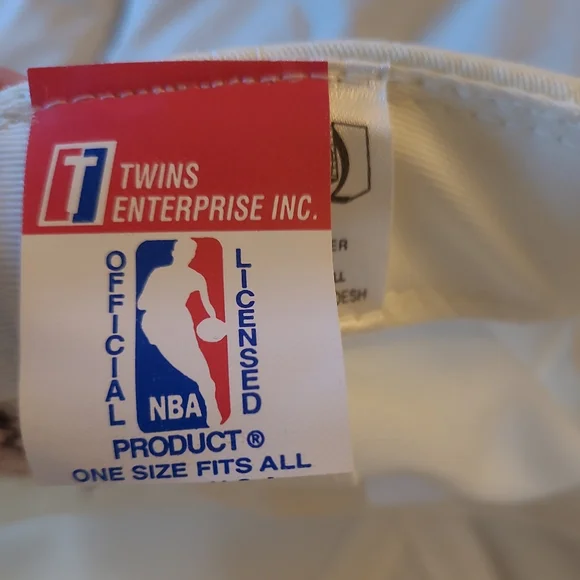 TWINS
ENTERPRISE INC.
OFFICIAL
LICENSED
NBA
PRODUCT ®
ONE SIZE FITS ALL